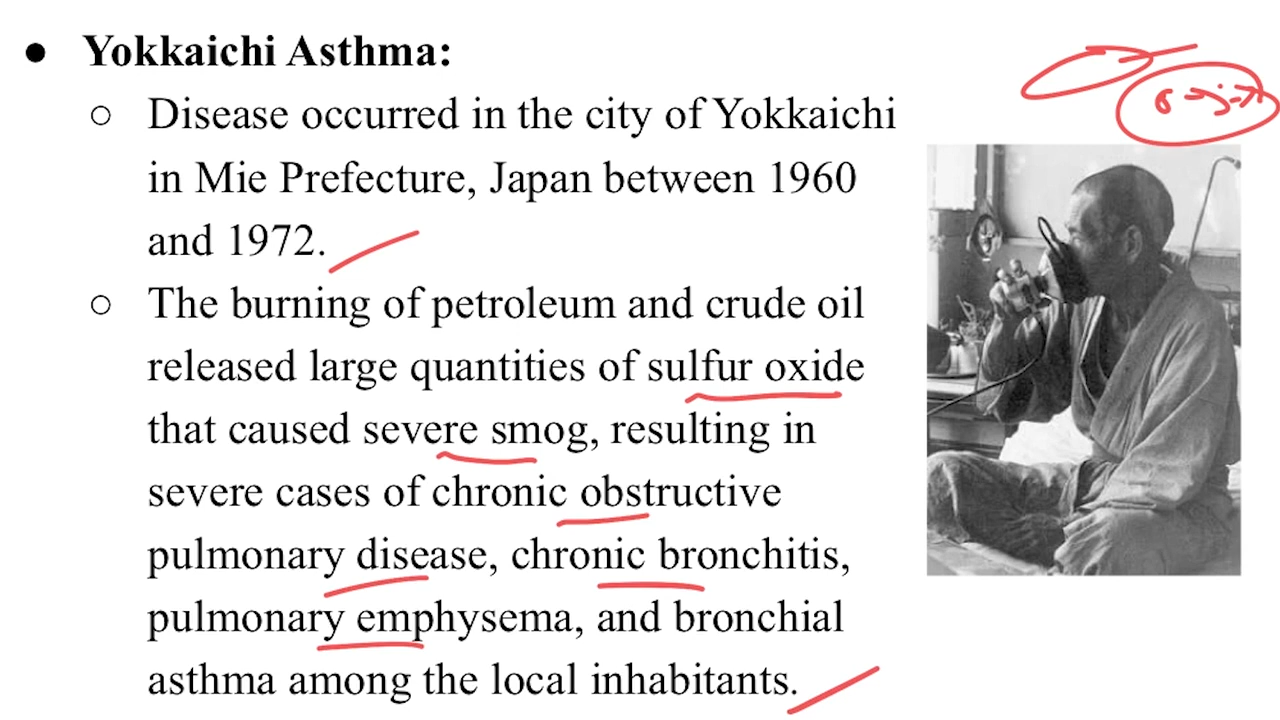 ● Yokkaichi Asthma:
○ Disease occurred in the city of Yokkaichi
in Mie Prefecture, Japan between 1960
and 1972.
○ The burning of petroleum and crude oil
released large quantities of sulfur oxide
that caused severe smog, resulting in
severe cases of chronic obstructive
pulmonary disease, chronic bronchitis,
pulmonary emphysema, and bronchial
asthma among the local inhabitants.